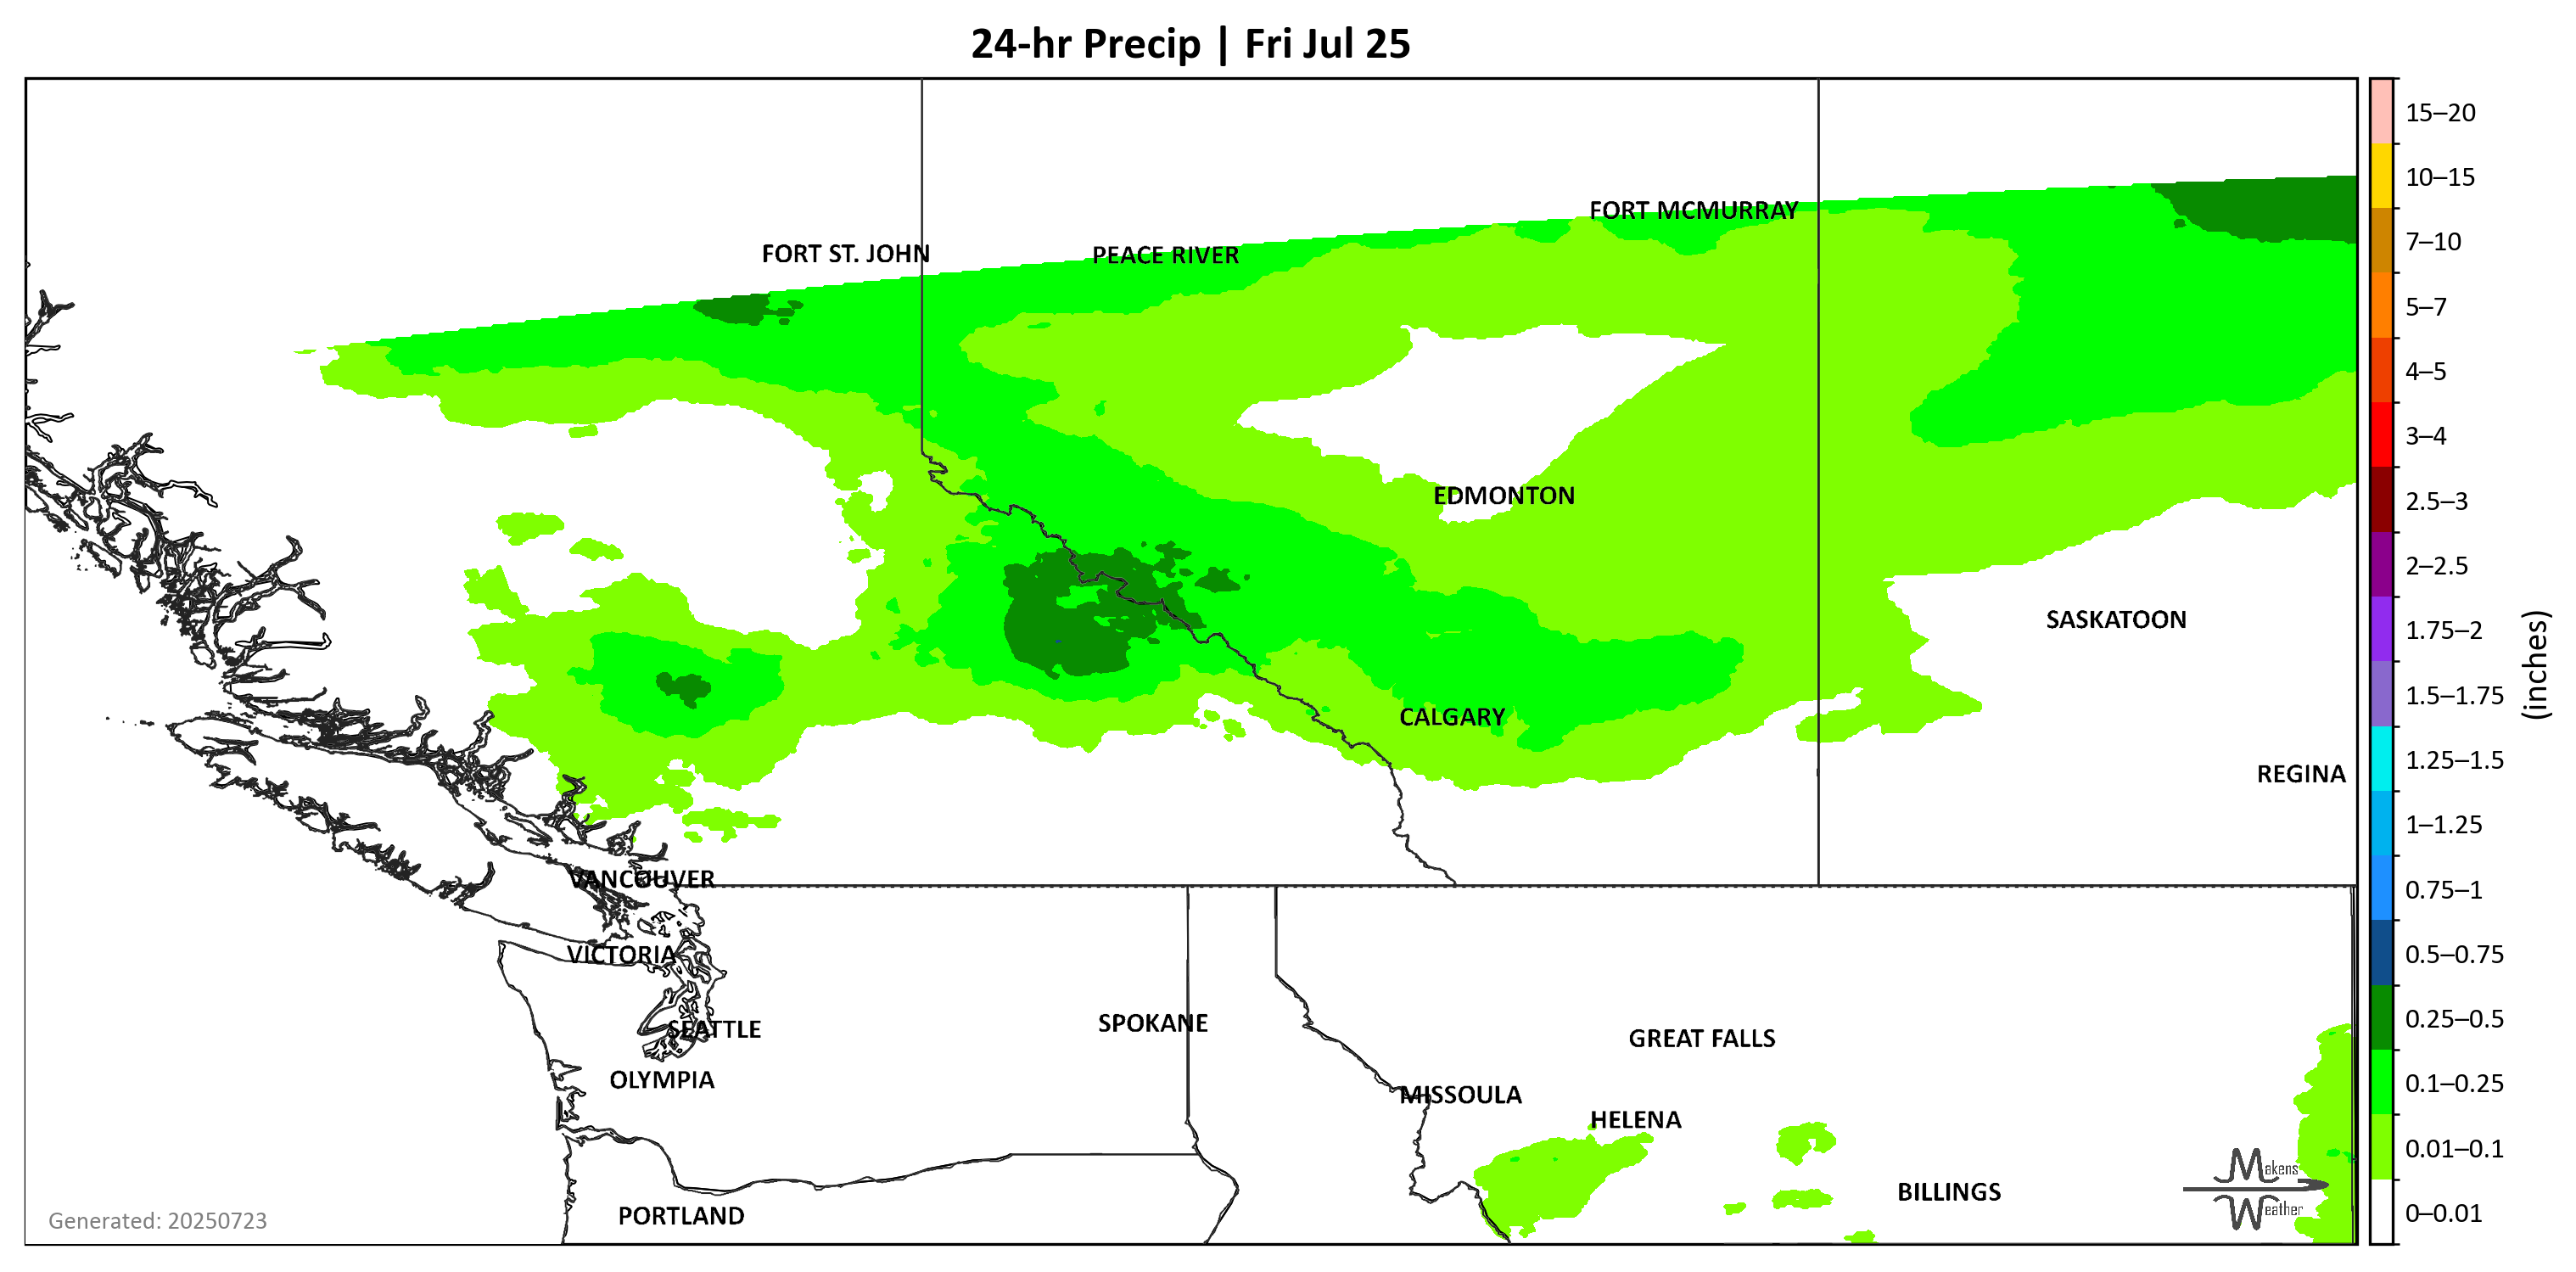 24-hr Precip | Fri Jul 25
15–20
10–15
FORT MCMURRAY
FORT ST. JOHN
PEACE RIVER
7–10
5–7
4–5
3–4
EDMONTON
2.5–3
2–2.5
SASKATOON
1.75–2
(inches)
1.5–1.75
CALGARY
1.25–1.5
REGINA
1–1.25
VANCOUVER
0.75–1
VICTORIA
0.5–0.75
SPOKANE
0.25–0.5
SEATTLE
GREAT FALLS
OLYMPIA
0.1–0.25
MISSOULA
HELENA
0.01–0.1
Makens
Weather
BILLINGS
PORTLAND
0–0.01
Generated: 20250723